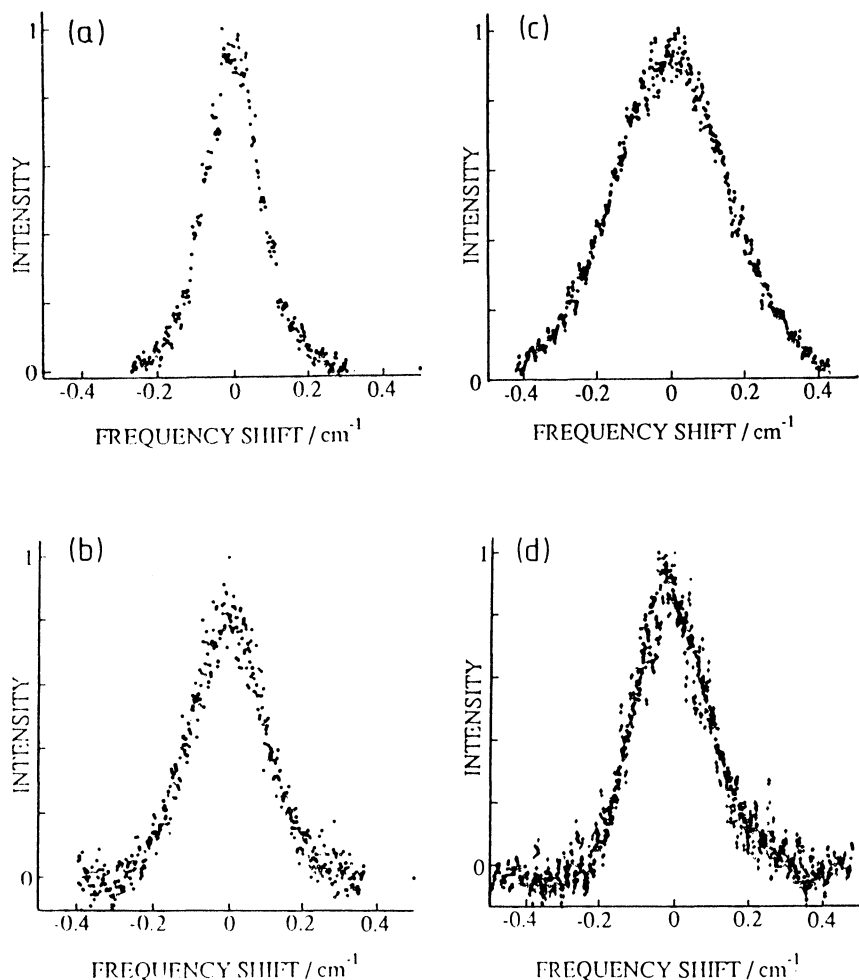 (a)
1
INTENSITY
0
-0.4 -0.2 0 0.2 0.4
FREQUENCY SHIFT / cm-1
(c)
1
INTENSITY
0
-0.4 -0.2 0 0.2 0.4
FREQUENCY SHIFT / cm-1
(b)
1
INTENSITY
0
-0.4 -0.2 0 0.2 0.4
FREQUENCY SHIFT / cm-1
(d)
1
INTENSITY
0
-0.4 -0.2 0 0.2 0.4
FREQUENCY SHIFT / cm-1